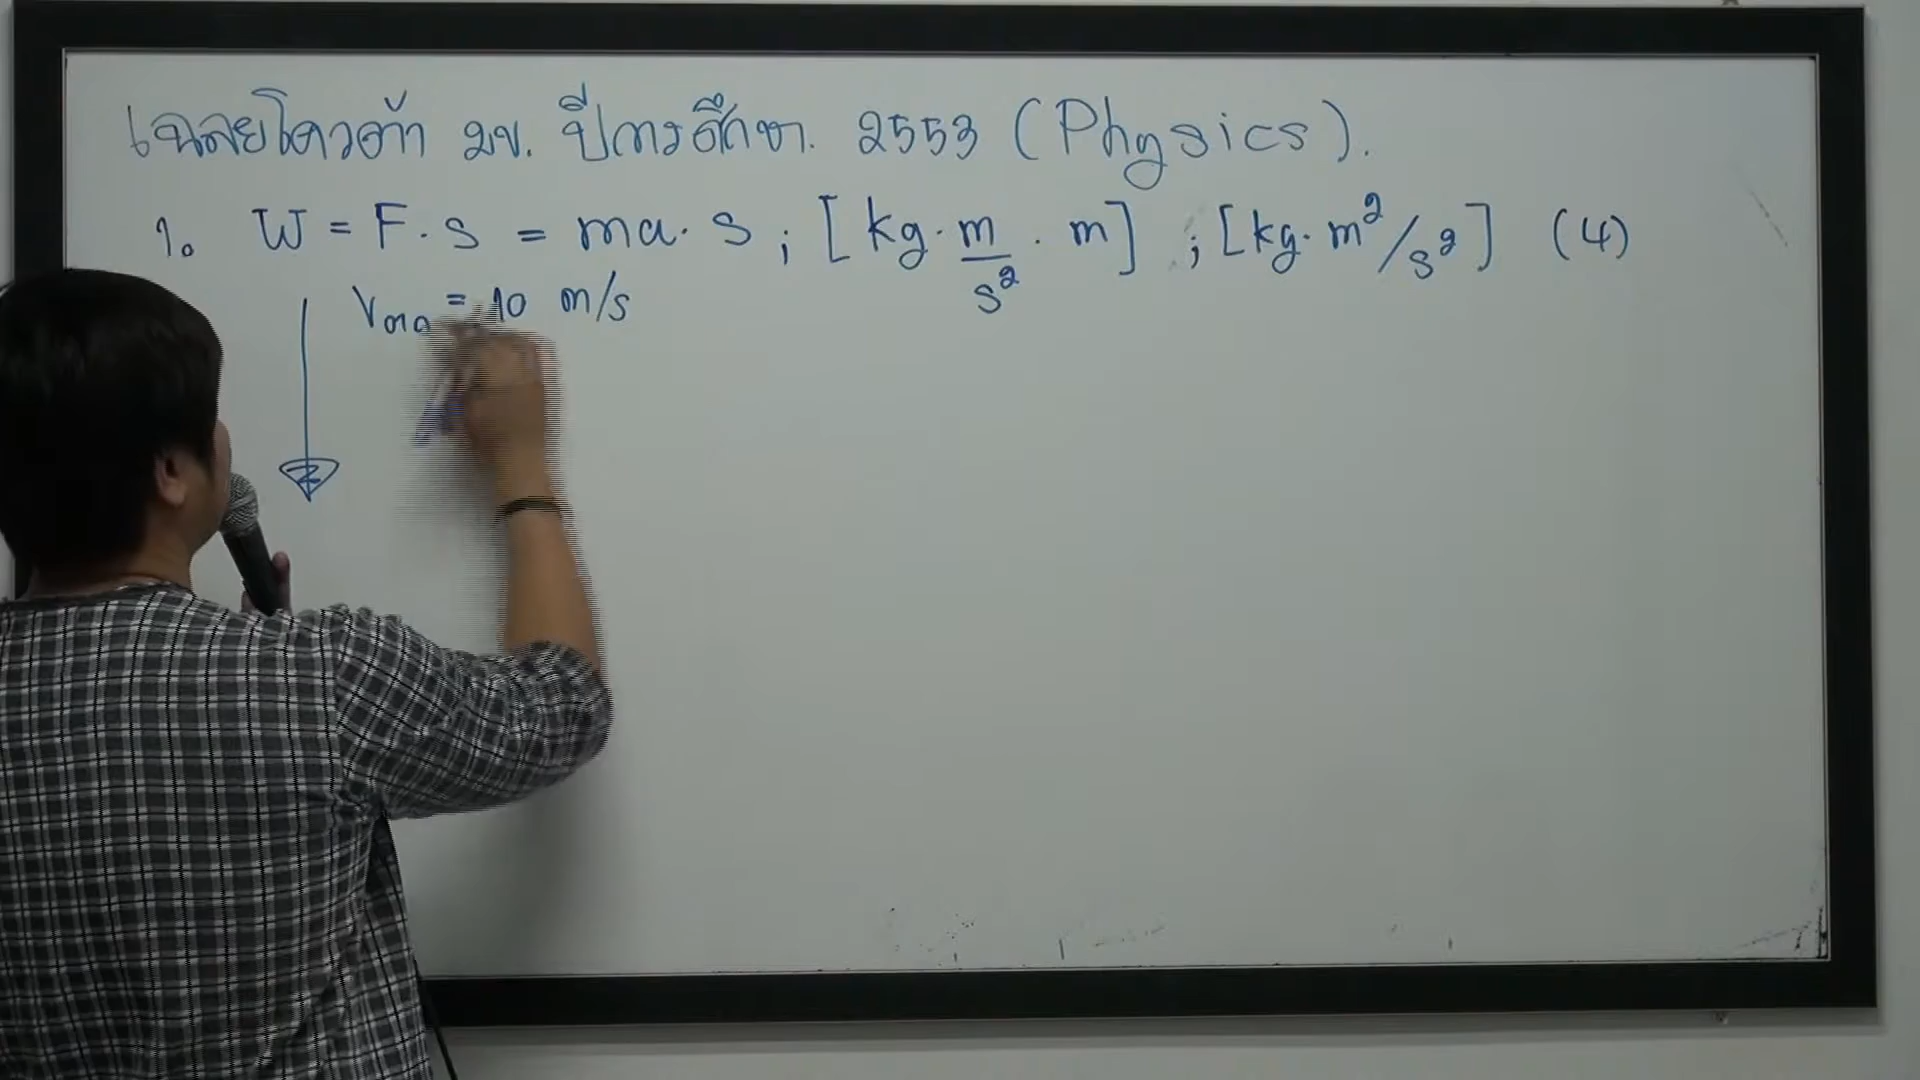 เฉลยโควต้า มข. ปีการศึกษา. 2553 (Physics).
1. W = F · s = ma · s ; [kg · m/s² · m] ; [kg · m²/s²] (4)
= 10 m/s